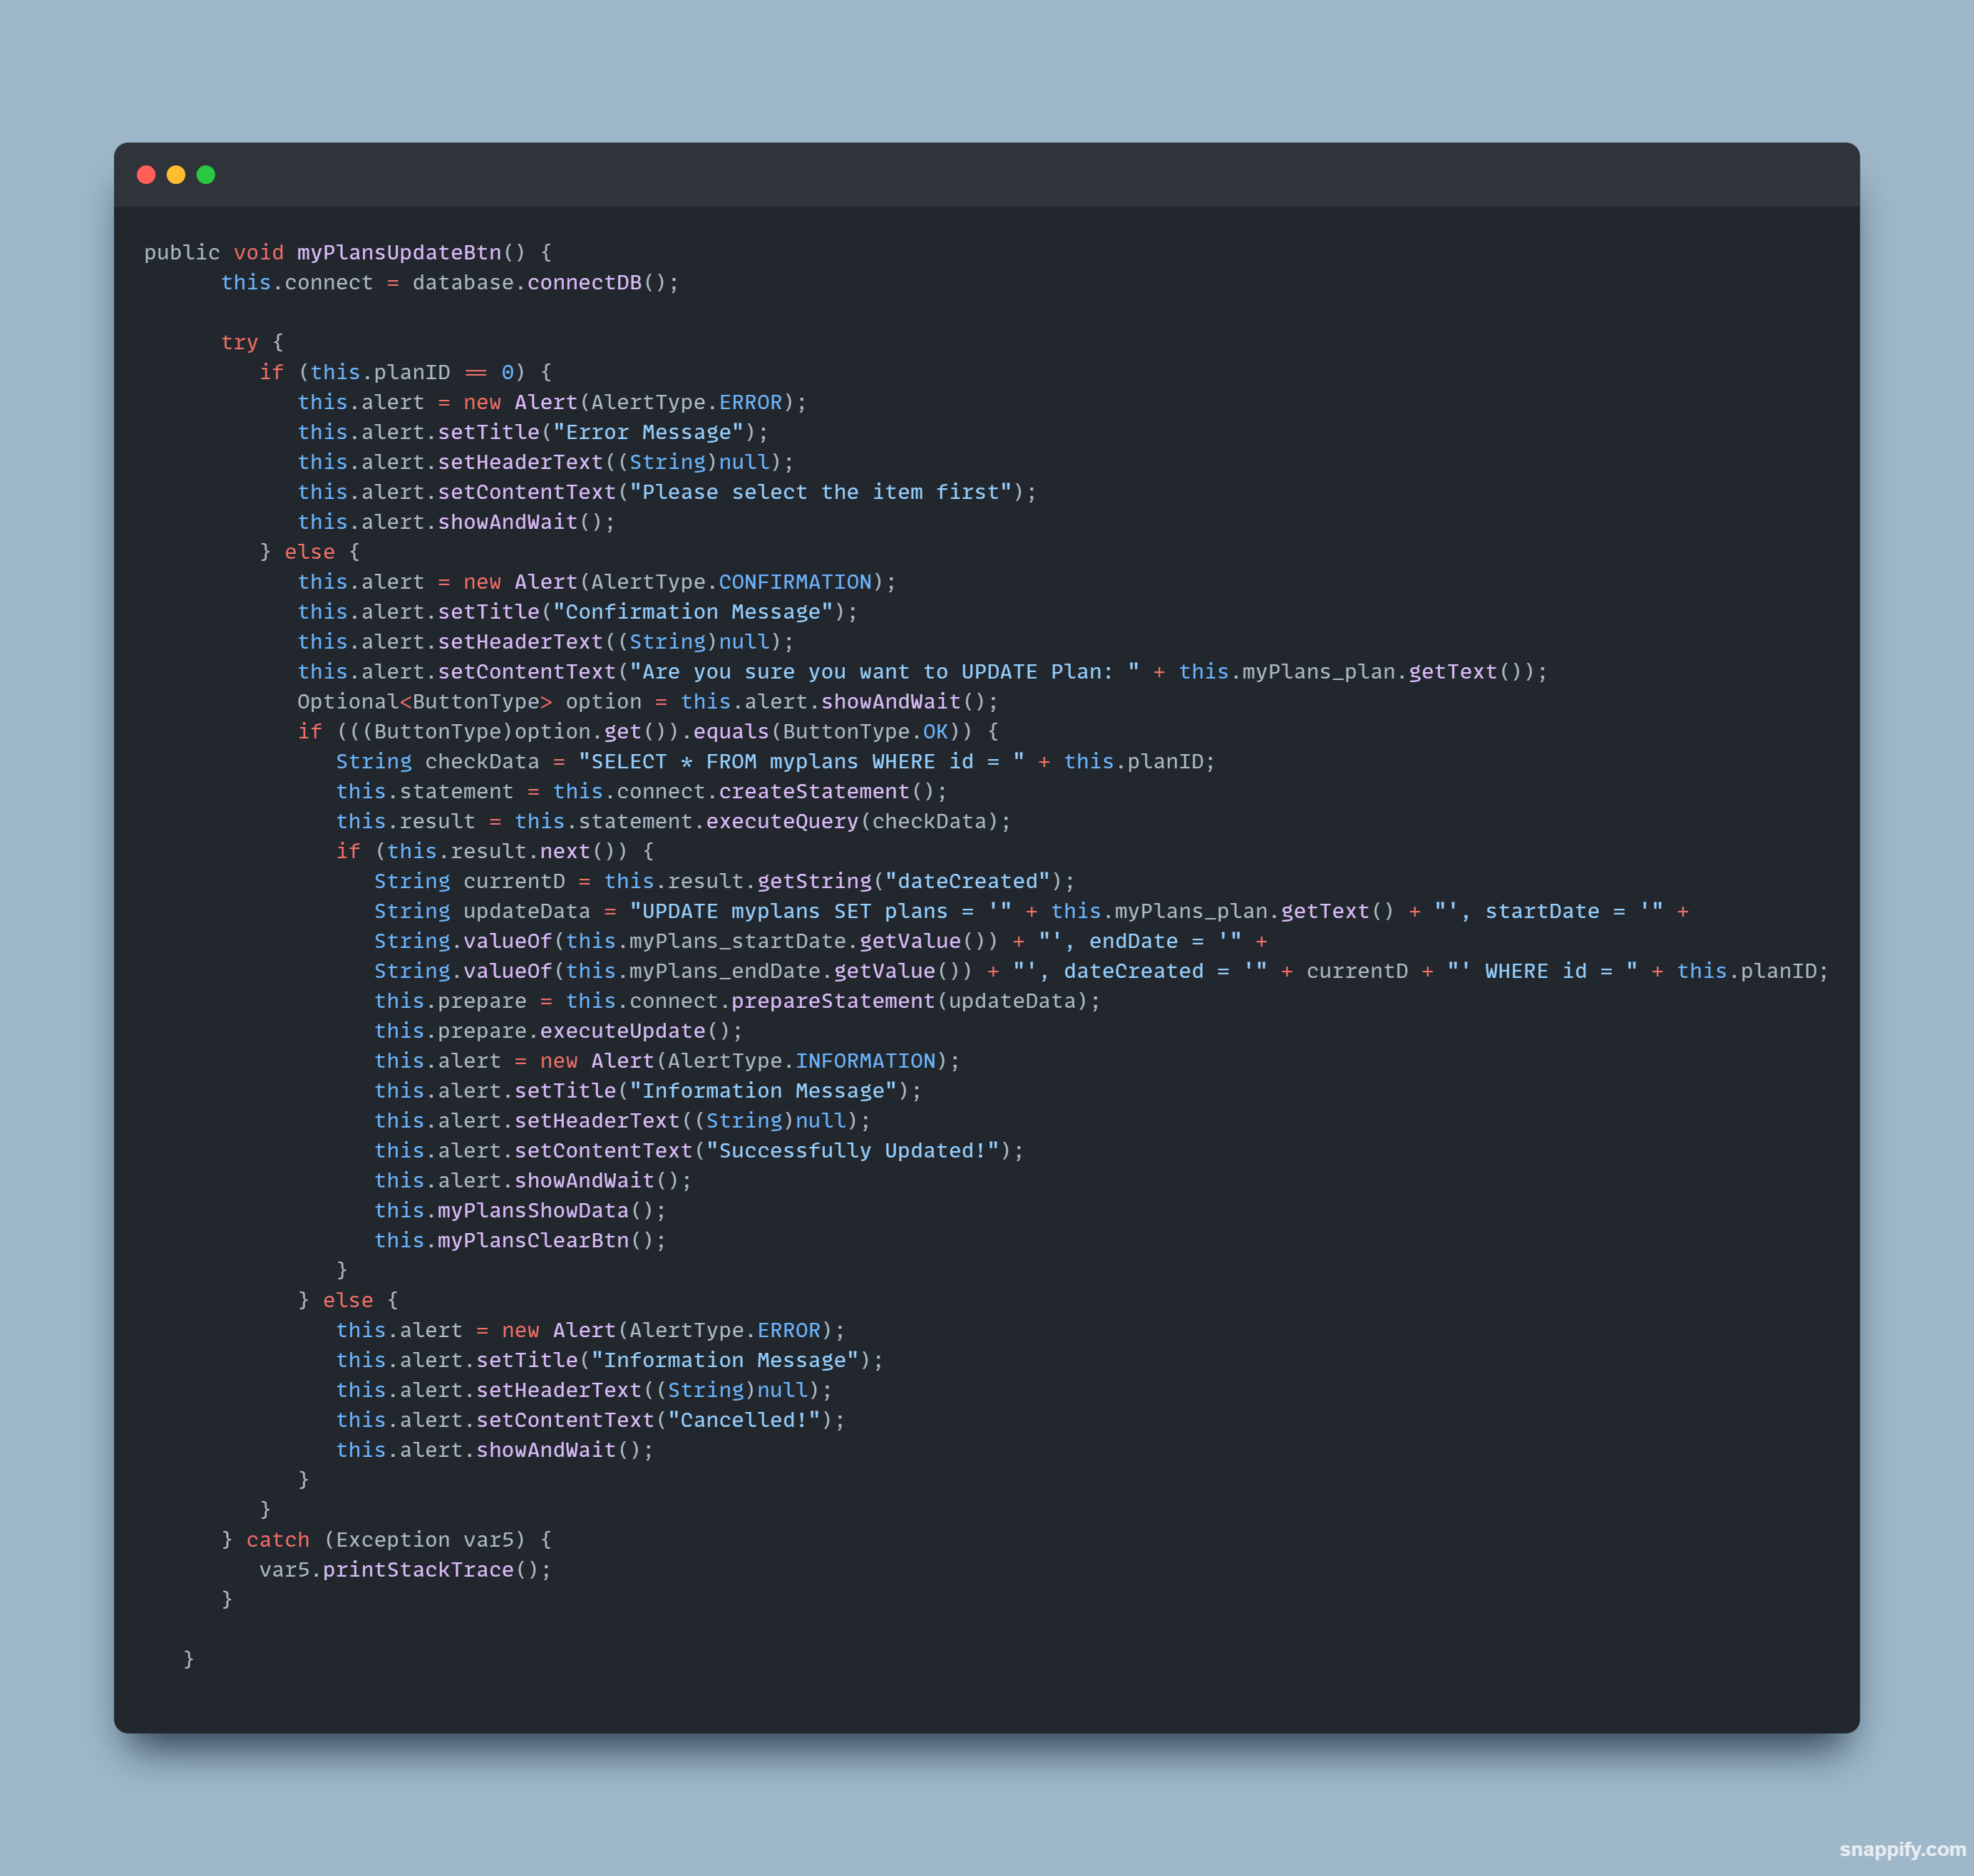 public void myPlansUpdateBtn() {
      this.connect = database.connectDB();

      try {
         if (this.planID == 0) {
            this.alert = new Alert(AlertType.ERROR);
            this.alert.setTitle("Error Message");
            this.alert.setHeaderText((String)null);
            this.alert.setContentText("Please select the item first");
            this.alert.showAndWait();
         } else {
            this.alert = new Alert(AlertType.CONFIRMATION);
            this.alert.setTitle("Confirmation Message");
            this.alert.setHeaderText((String)null);
            this.alert.setContentText("Are you sure you want to UPDATE Plan: " + this.myPlans_plan.getText());
            Optional<ButtonType> option = this.alert.showAndWait();
            if (((ButtonType)option.get()).equals(ButtonType.OK)) {
               String checkData = "SELECT * FROM myplans WHERE id = " + this.planID;
               this.statement = this.connect.createStatement();
               this.result = this.statement.executeQuery(checkData);
               if (this.result.next()) {
                  String currentD = this.result.getString("dateCreated");
                  String updateData = "UPDATE myplans SET plans = '" + this.myPlans_plan.getText() + "', startDate = '" +
                  String.valueOf(this.myPlans_startDate.getValue()) + "', endDate = '" +
                  String.valueOf(this.myPlans_endDate.getValue()) + "', dateCreated = '" + currentD + "' WHERE id = " + this.planID;
                  this.prepare = this.connect.prepareStatement(updateData);
                  this.prepare.executeUpdate();
                  this.alert = new Alert(AlertType.INFORMATION);
                  this.alert.setTitle("Information Message");
                  this.alert.setHeaderText((String)null);
                  this.alert.setContentText("Successfully Updated!");
                  this.alert.showAndWait();
                  this.myPlansShowData();
                  this.myPlansClearBtn();
               }
            } else {
               this.alert = new Alert(AlertType.ERROR);
               this.alert.setTitle("Information Message");
               this.alert.setHeaderText((String)null);
               this.alert.setContentText("Cancelled!");
               this.alert.showAndWait();
            }
         }
      } catch (Exception var5) {
         var5.printStackTrace();
      }

   }
snappify.com